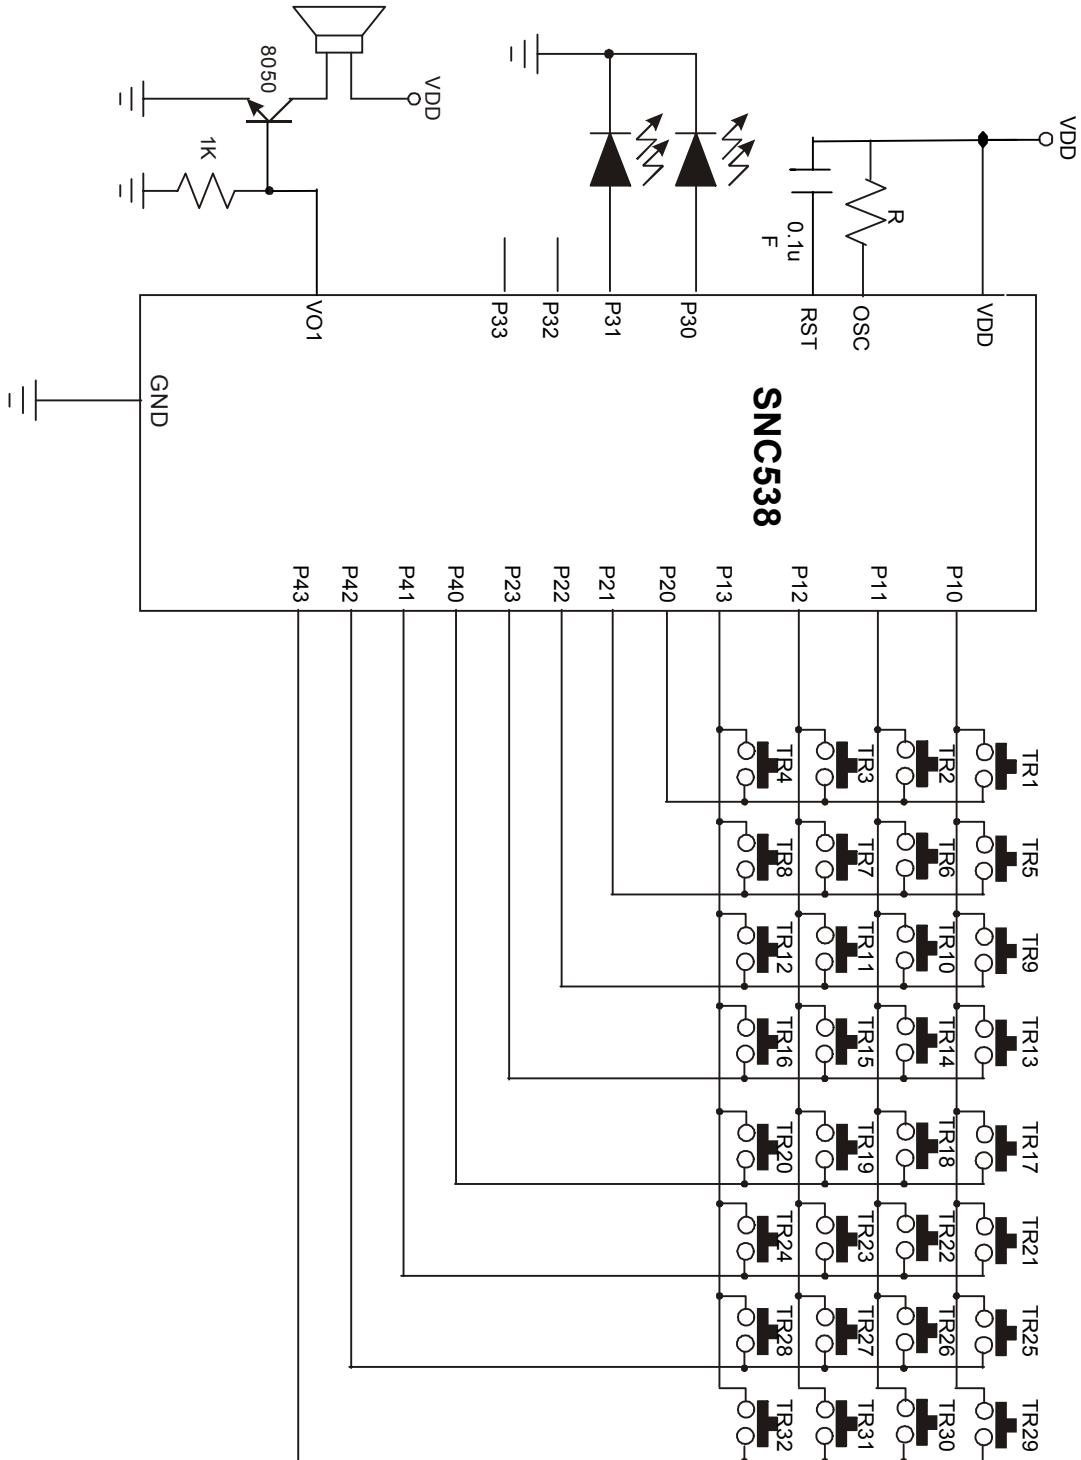 8050
VDD
1K
VDD
R
0.1u
F
VO1
P33
P32
P31
P30
RST
OSC
VDD
GND
SNC538
P43
P42
P41
P40
P23
P22
P21
P20
P13
P12
P11
P10
TR4
TR3
TR2
TR1
TR8
TR7
TR6
TR5
TR12
TR11
TR10
TR9
TR16
TR15
TR14
TR13
TR20
TR19
TR18
TR17
TR24
TR23
TR22
TR21
TR28
TR27
TR26
TR25
TR32
TR31
TR30
TR29